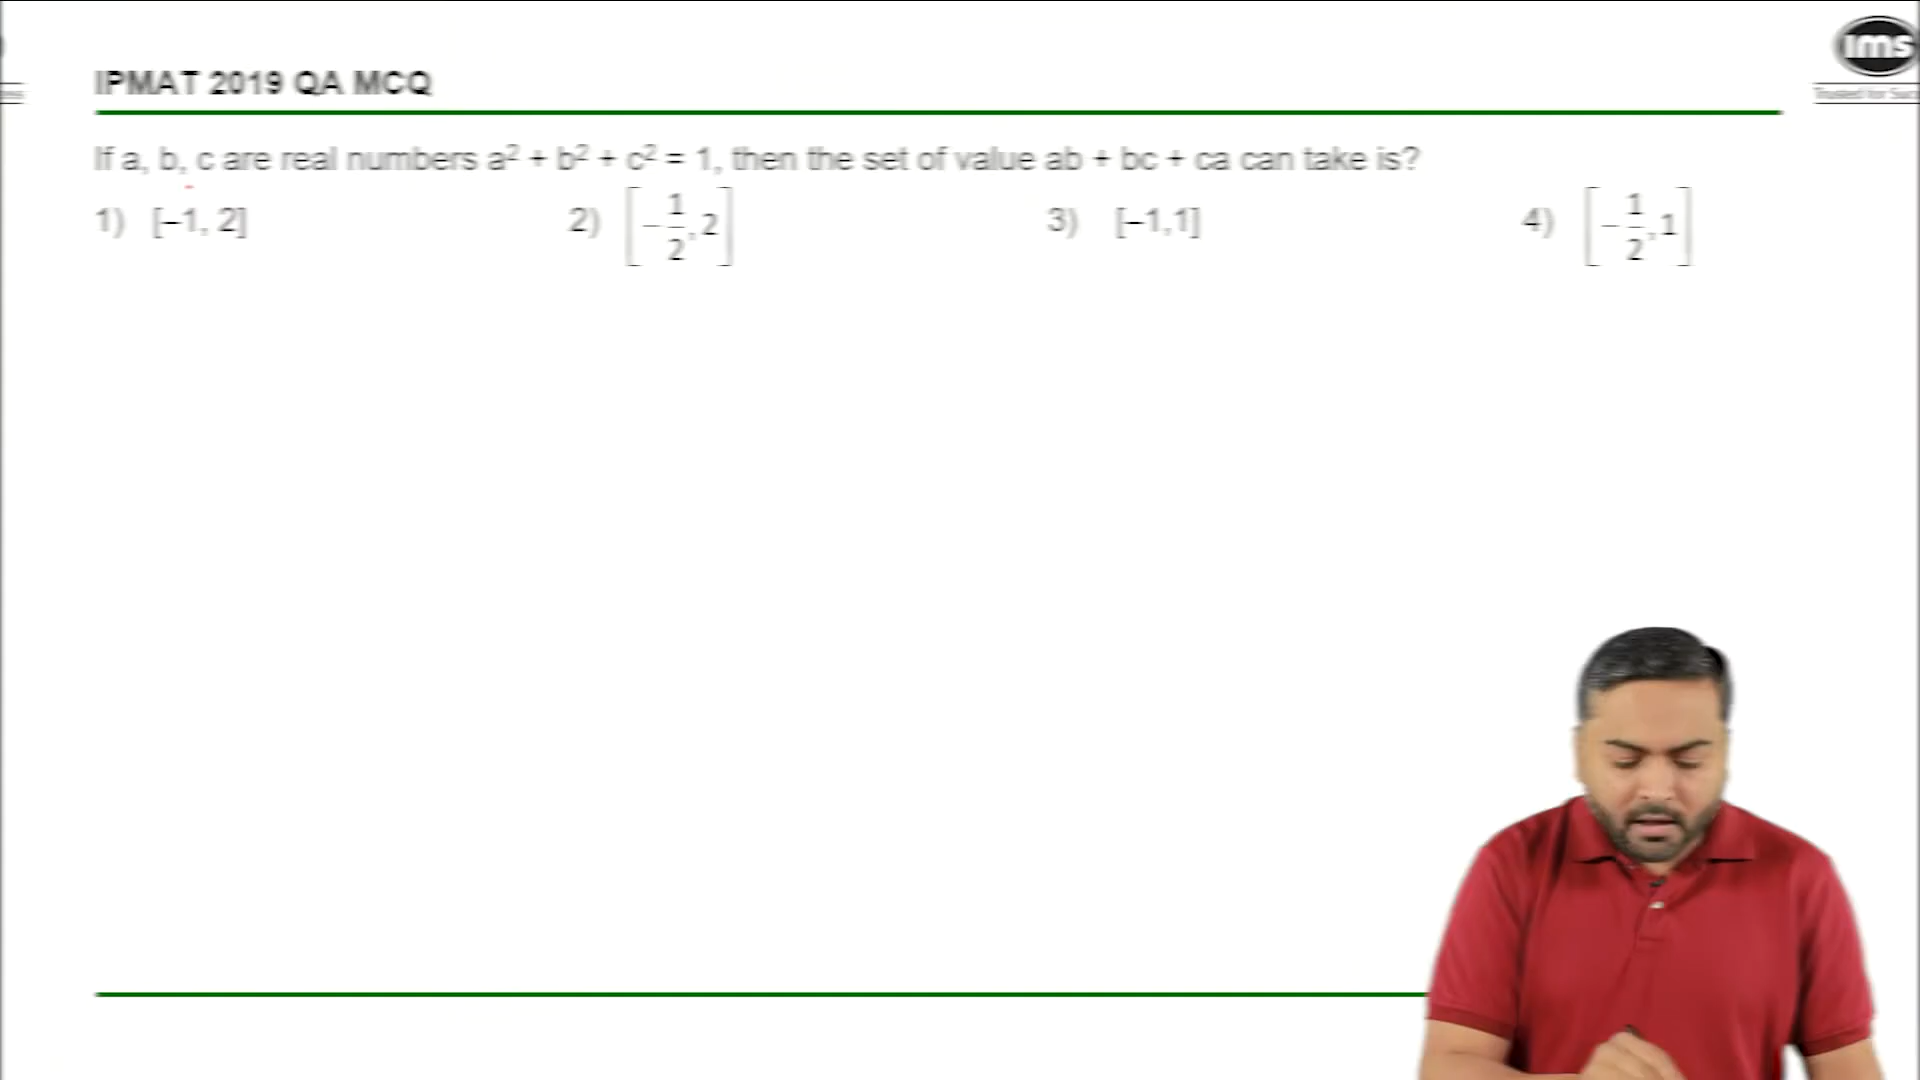 ims
IPMAT 2019 QA MCQ
If a, b, c are real numbers a² + b² + c² = 1, then the set of value ab + bc + ca can take is?
1) [–1, 2] 2) [–1/2, 2] 3) [–1,1] 4) [–1/2, 1]